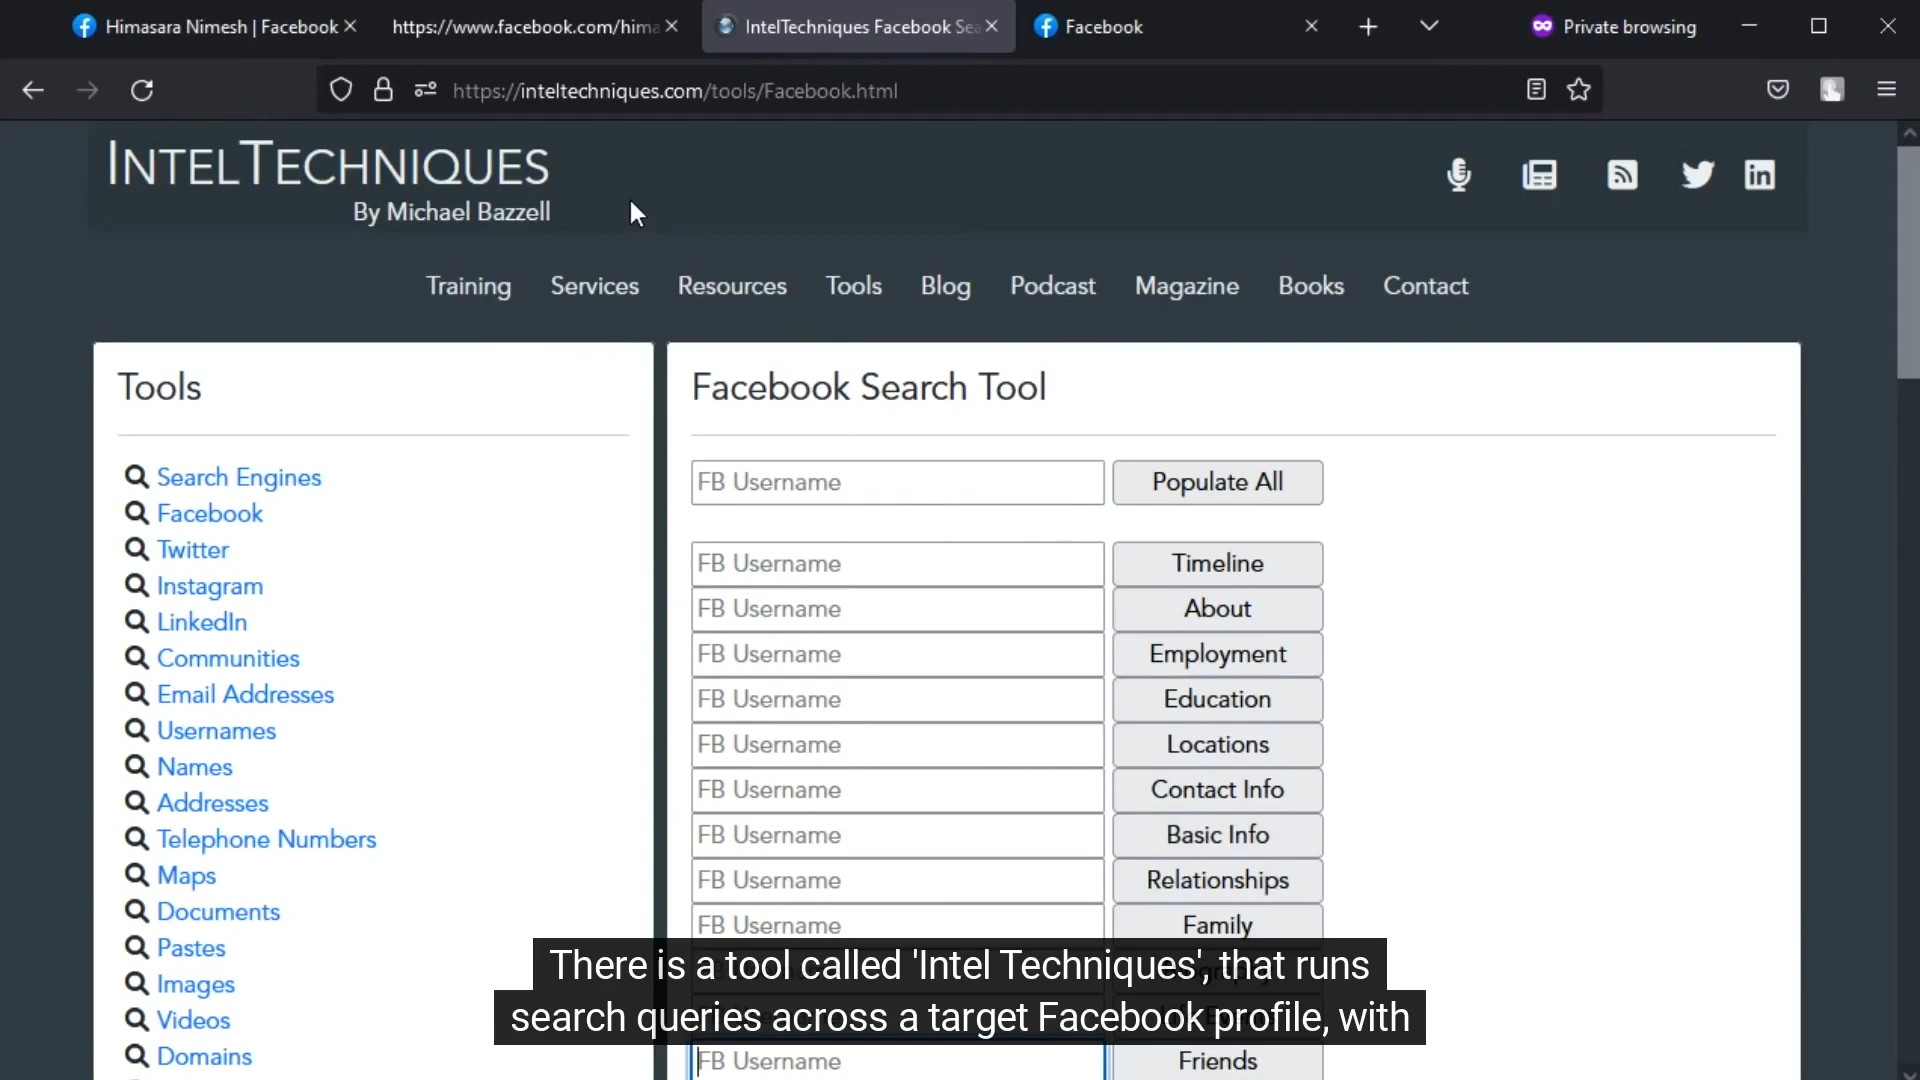 Himasara Nimesh | Facebook
https://www.facebook.com/hima
IntelTechniques Facebook Sea
Facebook
Private browsing
https://inteltechniques.com/tools/Facebook.html
INTELTECHNIQUES
By Michael Bazzell
Training Services Resources Tools Blog Podcast Magazine Books Contact
Tools
Search Engines
Facebook
Twitter
Instagram
LinkedIn
Communities
Email Addresses
Usernames
Names
Addresses
Telephone Numbers
Maps
Documents
Pastes
Images
Videos
Domains
Facebook Search Tool
FB Username Populate All
FB Username Timeline
FB Username About
FB Username Employment
FB Username Education
FB Username Locations
FB Username Contact Info
FB Username Basic Info
FB Username Relationships
FB Username Family
FB Username Friends
There is a tool called 'Intel Techniques', that runs
search queries across a target Facebook profile, with